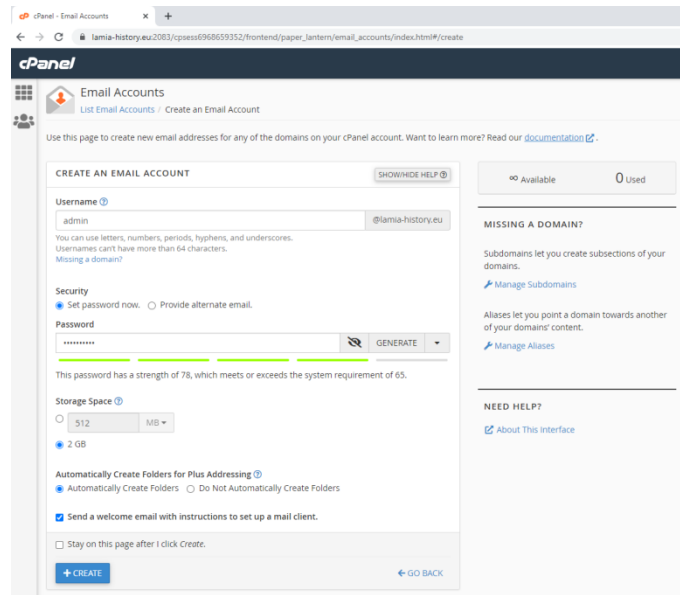 cPanel - Email Accounts
lamia-history.eu:2083/cpsess6968659352/frontend/paper_lantern/email_accounts/index.html#/create
cPanel
Email Accounts
List Email Accounts / Create an Email Account
Use this page to create new email addresses for any of the domains on your cPanel account. Want to learn more? Read our documentation.
CREATE AN EMAIL ACCOUNT
SHOW/HIDE HELP
Username
admin @lamia-history.eu
You can use letters, numbers, periods, hyphens, and underscores.
Usernames can't have more than 64 characters.
Missing a domain?
Security
Set password now. Provide alternate email.
Password
•••••••••• GENERATE
This password has a strength of 78, which meets or exceeds the system requirement of 65.
Storage Space
512 MB
2 GB
Automatically Create Folders for Plus Addressing
Automatically Create Folders Do Not Automatically Create Folders
Send a welcome email with instructions to set up a mail client.
Stay on this page after I click Create.
+ CREATE
GO BACK
∞ Available 0 Used
MISSING A DOMAIN?
Subdomains let you create subsections of your
domains.
Manage Subdomains
Aliases let you point a domain towards another
of your domains' content.
Manage Aliases
NEED HELP?
About This Interface